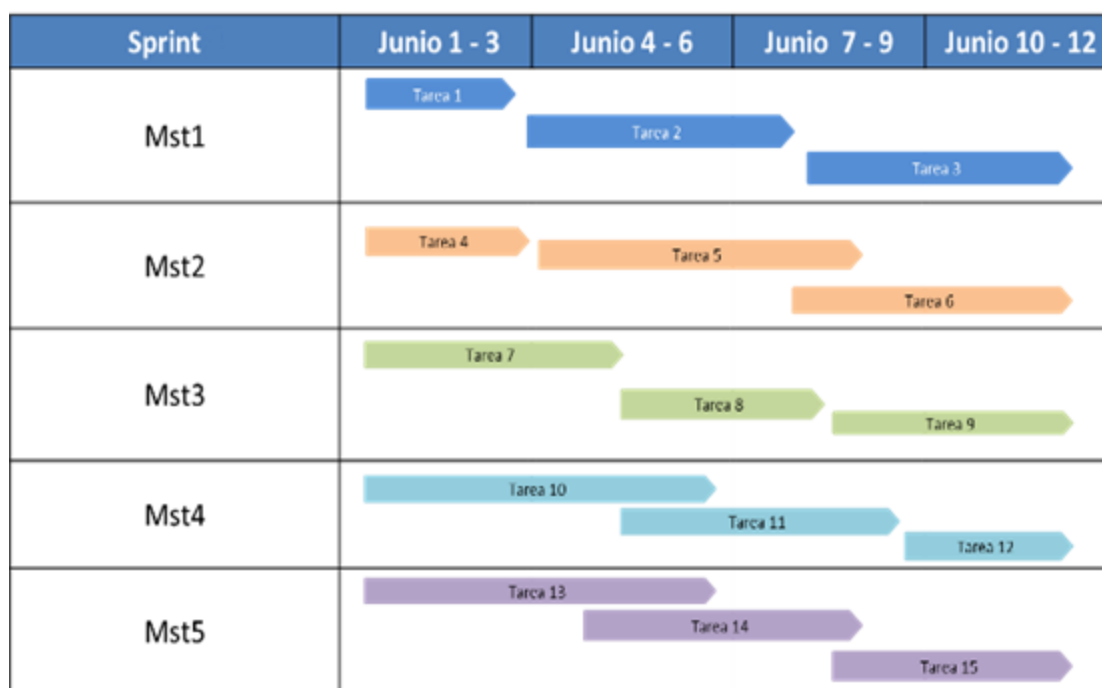 Sprint Junio 1 - 3 Junio 4 - 6 Junio 7 - 9 Junio 10 - 12
Mst1
Tarea 1
Tarea 2
Tarea 3
Mst2
Tarea 4
Tarea 5
Tarea 6
Mst3
Tarea 7
Tarea 8
Tarea 9
Mst4
Tarea 10
Tarea 11
Tarea 12
Mst5
Tarea 13
Tarea 14
Tarea 15